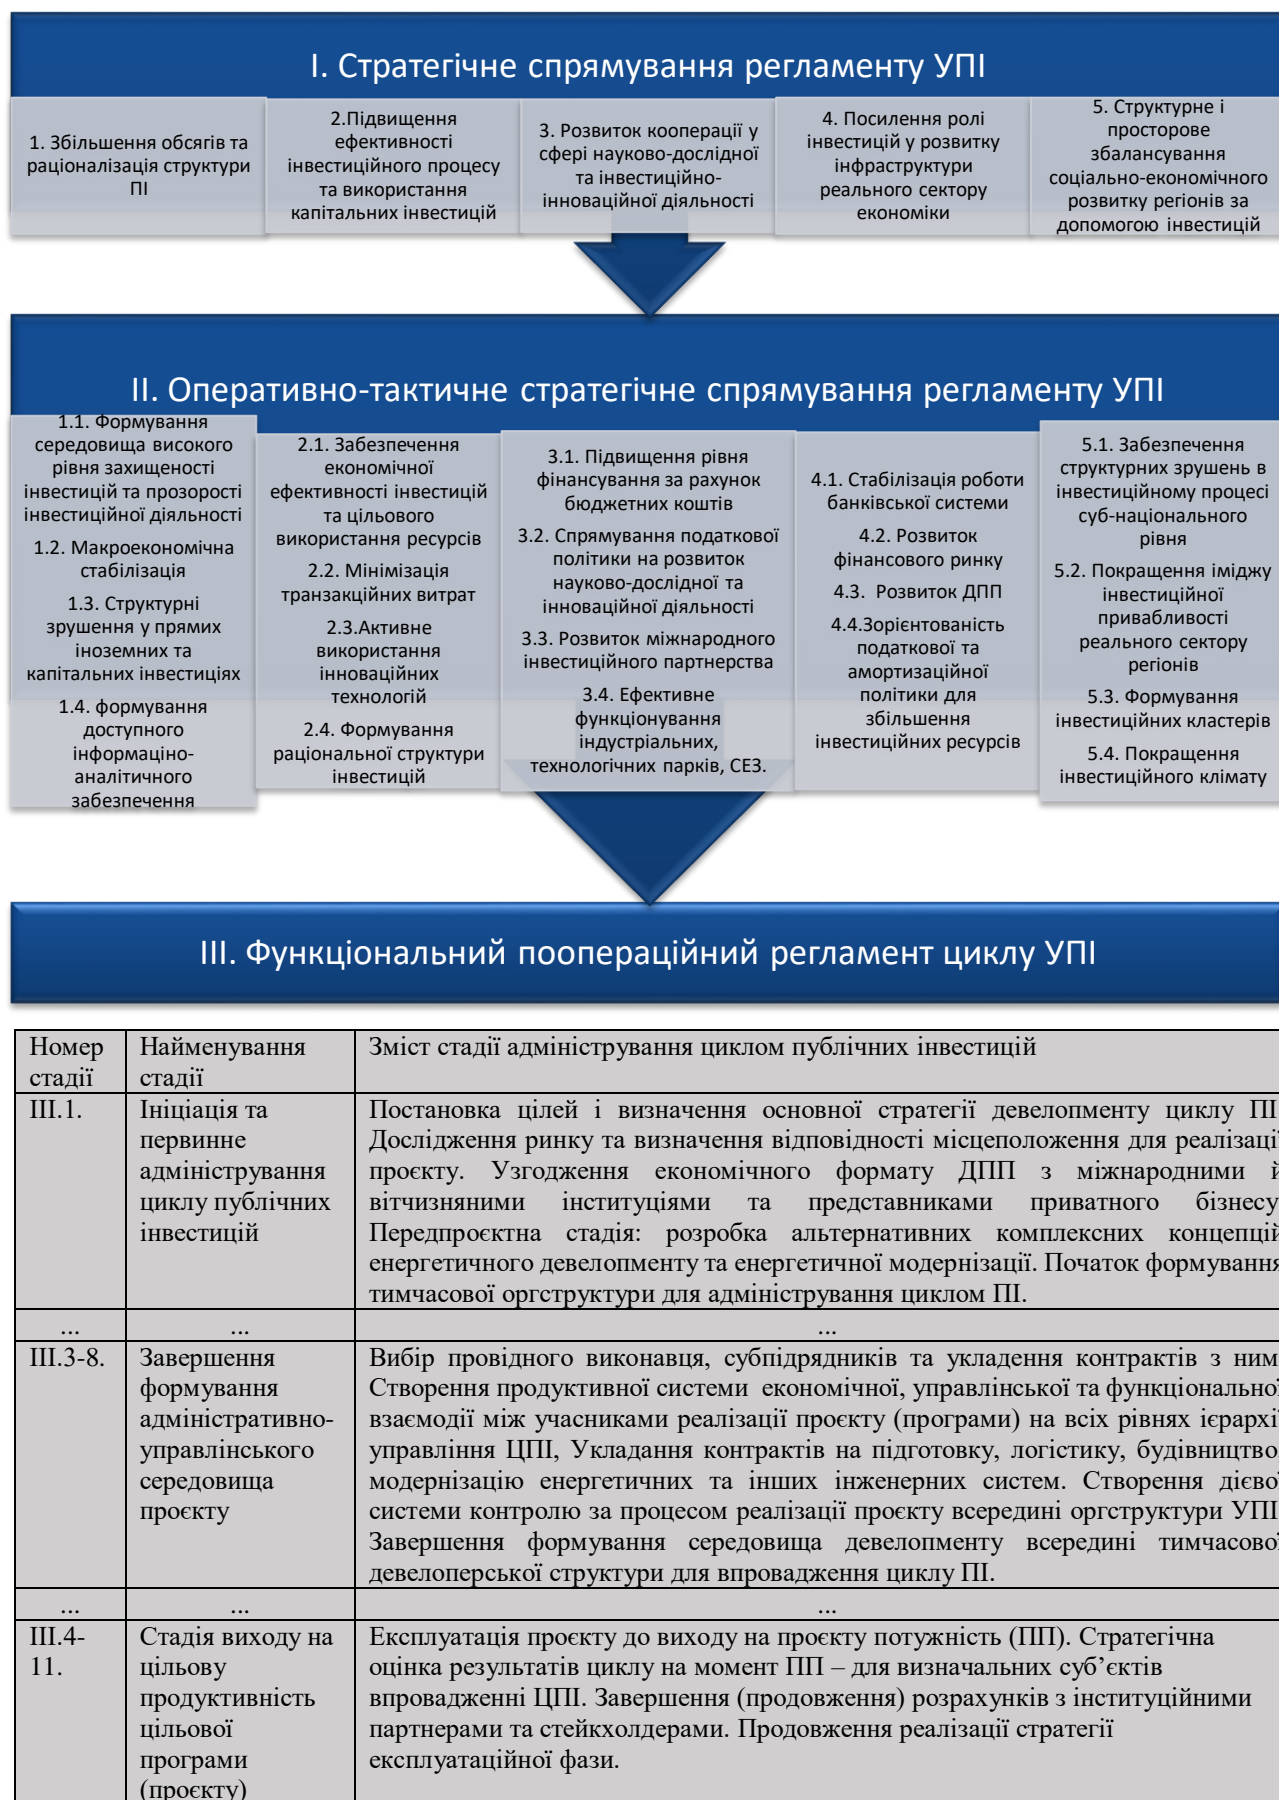 І. Стратегічне спрямування регламенту УПІ
1. Збільшення обсягів та
раціоналізація структури
ПІ
2.Підвищення
ефективності
інвестиційного процесу
та використання
капітальних інвестицій
3. Розвиток кооперації у
сфері науково-дослідної
та інвестиційно-
інноваційної діяльності
4. Посилення ролі
інвестицій у розвитку
інфраструктури
реального сектору
економіки
5. Структурне і
просторове
збалансування
соціально-економічного
розвитку регіонів за
допомогою інвестицій
ІІ. Оперативно-тактичне стратегічне спрямування регламенту УПІ
1.1. Формування
середовища високого
рівня захищеності
інвестицій та прозорості
інвестиційної діяльності
1.2. Макроекономічна
стабілізація
1.3. Структурні
зрушення у прямих
іноземних та
капітальних інвестиціях
1.4. формування
доступного
інформаціно-
аналітичного
забезпечення
2.1. Забезпечення
економічної
ефективності інвестицій
та цільового
використання ресурсів
2.2. Мінімізація
транзакційних витрат
2.3.Активне
використання
інноваційних
технологій
2.4. Формування
раціональної структури
інвестицій
3.1. Підвищення рівня
фінансування за рахунок
бюджетних коштів
3.2. Спрямування податкової
політики на розвиток
науково-дослідної та
інноваційної діяльності
3.3. Розвиток міжнародного
інвестиційного партнерства
3.4. Ефективне
функціонування
індустріальних,
технологічних парків, СЕЗ.
4.1. Стабілізація роботи
банківської системи
4.2. Розвиток
фінансового ринку
4.3. Розвиток ДПП
4.4.Зорієнтованість
податкової та
амортизаційної
політики для
збільшення
інвестиційних ресурсів
5.1. Забезпечення
структурних зрушень в
інвестиційному процесі
суб-національного
рівня
5.2. Покращення іміджу
інвестиційної
привабливості
реального сектору
регіонів
5.3. Формування
інвестиційних кластерів
5.4. Покращення
інвестиційного клімату
ІІІ. Функціональний поопераційний регламент циклу УПІ
Номер
стадії
Найменування
стадії
Зміст стадії адміністрування циклом публічних інвестицій
ІІІ.1.
Ініціація та
первинне
адміністрування
циклу публічних
інвестицій
Постановка цілей і визначення основної стратегії девелопменту циклу ПІ
Дослідження ринку та визначення відповідності місцеположення для реалізації
проєкту. Узгодження економічного формату ДПП з міжнародними й
вітчизняними інституціями та представниками приватного бізнесу
Передпроєктна стадія: розробка альтернативних комплексних концепцій
енергетичного девелопменту та енергетичної модернізації. Початок формування
тимчасової оргструктури для адміністрування циклом ПІ.
... ... ...
ІІІ.3-8.
Завершення
формування
адміністративно-
управлінського
середовища
проєкту
Вибір провідного виконавця, субпідрядників та укладення контрактів з ним
Створення продуктивної системи економічної, управлінської та функціональної
взаємодії між учасниками реалізації проєкту (програми) на всіх рівнях ієрархії
управління ЦПІ, Укладання контрактів на підготовку, логістику, будівництво,
модернізацію енергетичних та інших інженерних систем. Створення дієвої
системи контролю за процесом реалізації проєкту всередині оргструктури УПІ
Завершення формування середовища девелопменту всередині тимчасової
девелоперської структури для впровадження циклу ПІ.
... ... ...
ІІІ.4-
11.
Стадія виходу на
цільову
продуктивність
цільової
програми
(проєкту)
Експлуатація проєкту до виходу на проєкту потужність (ПП). Стратегічна
оцінка результатів циклу на момент ПП – для визначальних суб’єктів
впровадженні ЦПІ. Завершення (продовження) розрахунків з інституційними
партнерами та стейкхолдерами. Продовження реалізації стратегії
експлуатаційної фази.